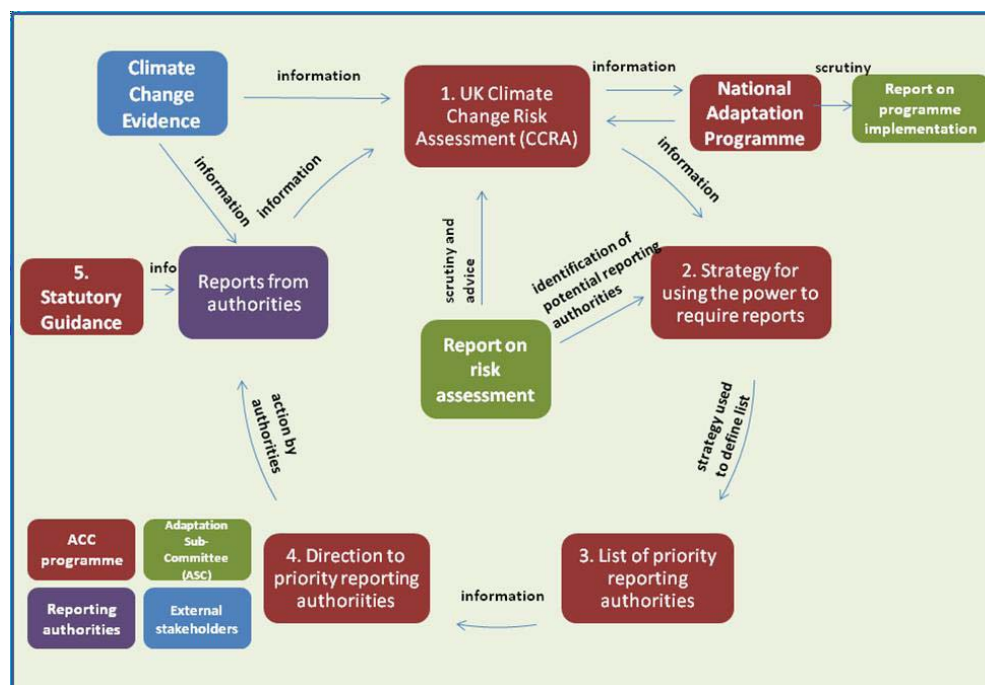 Climate
Change
Evidence
information
1. UK Climate
Change Risk
Assessment (CCRA)
information
National
Adaptation
Programme
scrutiny
Report on
programme
implementation
information
information
information
5.
Statutory
Guidance
info
Reports from
authorities
scrutiny and
advice
identification of
potential reporting
authorities
2. Strategy for
using the power to
require reports
Report on
risk
assessment
action by
authorities
strategy used
to define list
ACC
programme
Adaptation
Sub-
Committee
(ASC)
Reporting
authorities
External
stakeholders
4. Direction to
priority reporting
authoriities
information
3. List of priority
reporting
authorities